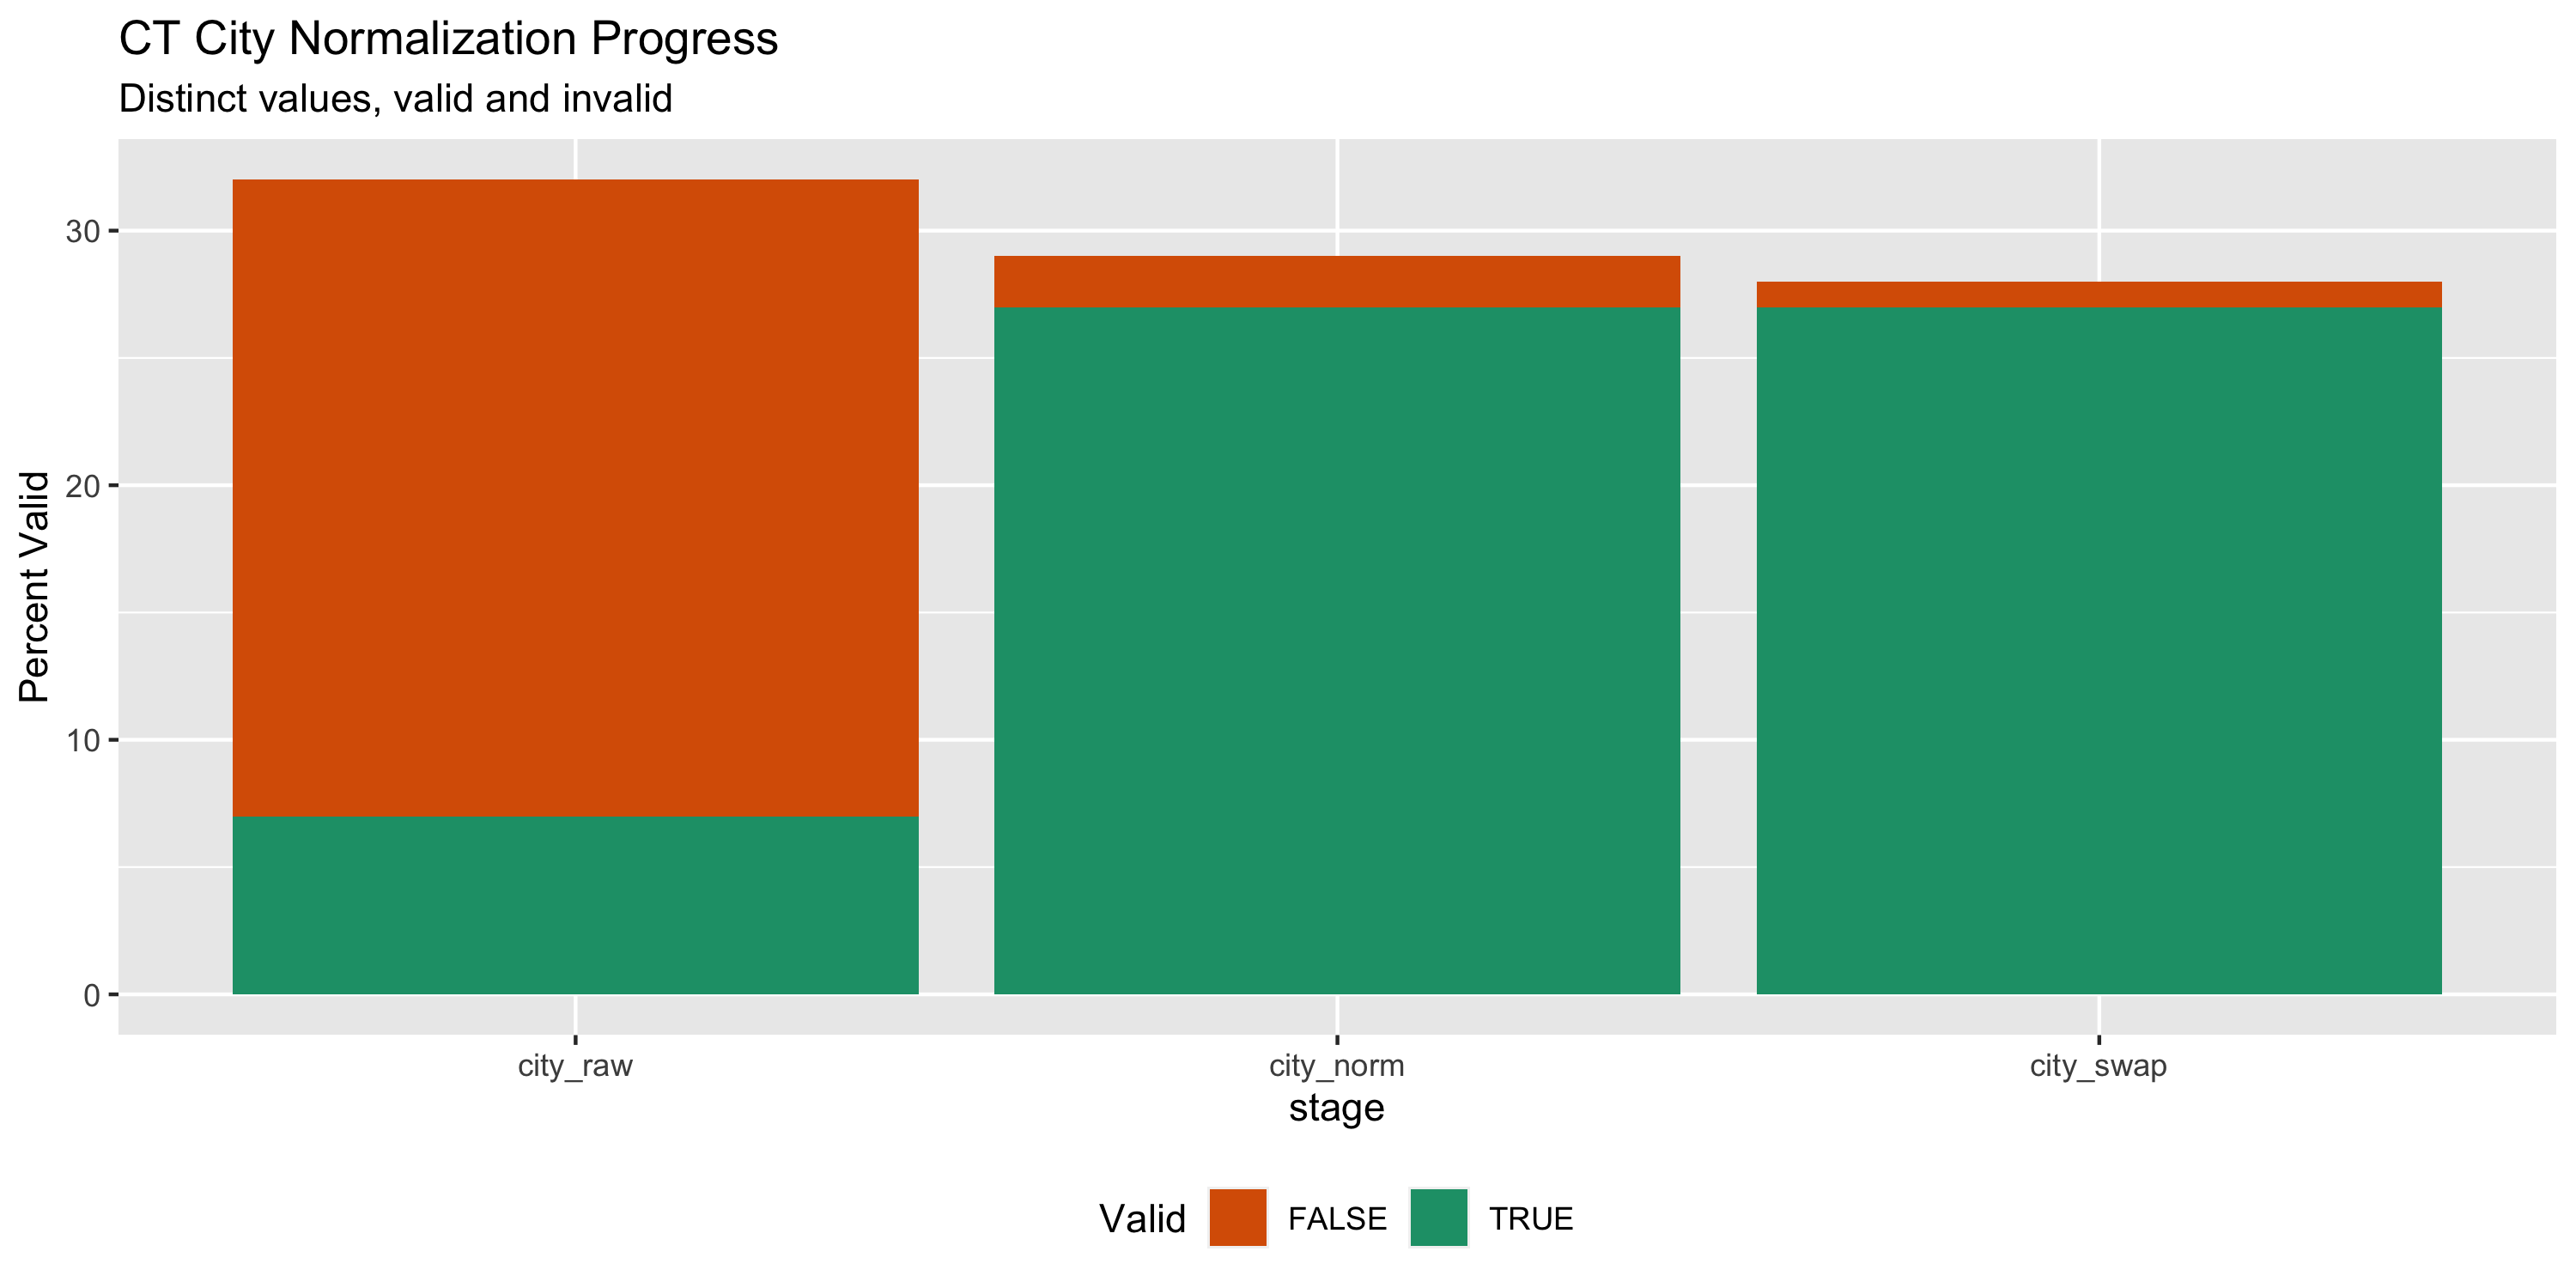 CT City Normalization Progress
Distinct values, valid and invalid
Percent Valid
30
20
10
0
city_raw
city_norm
city_swap
stage
Valid
FALSE
TRUE